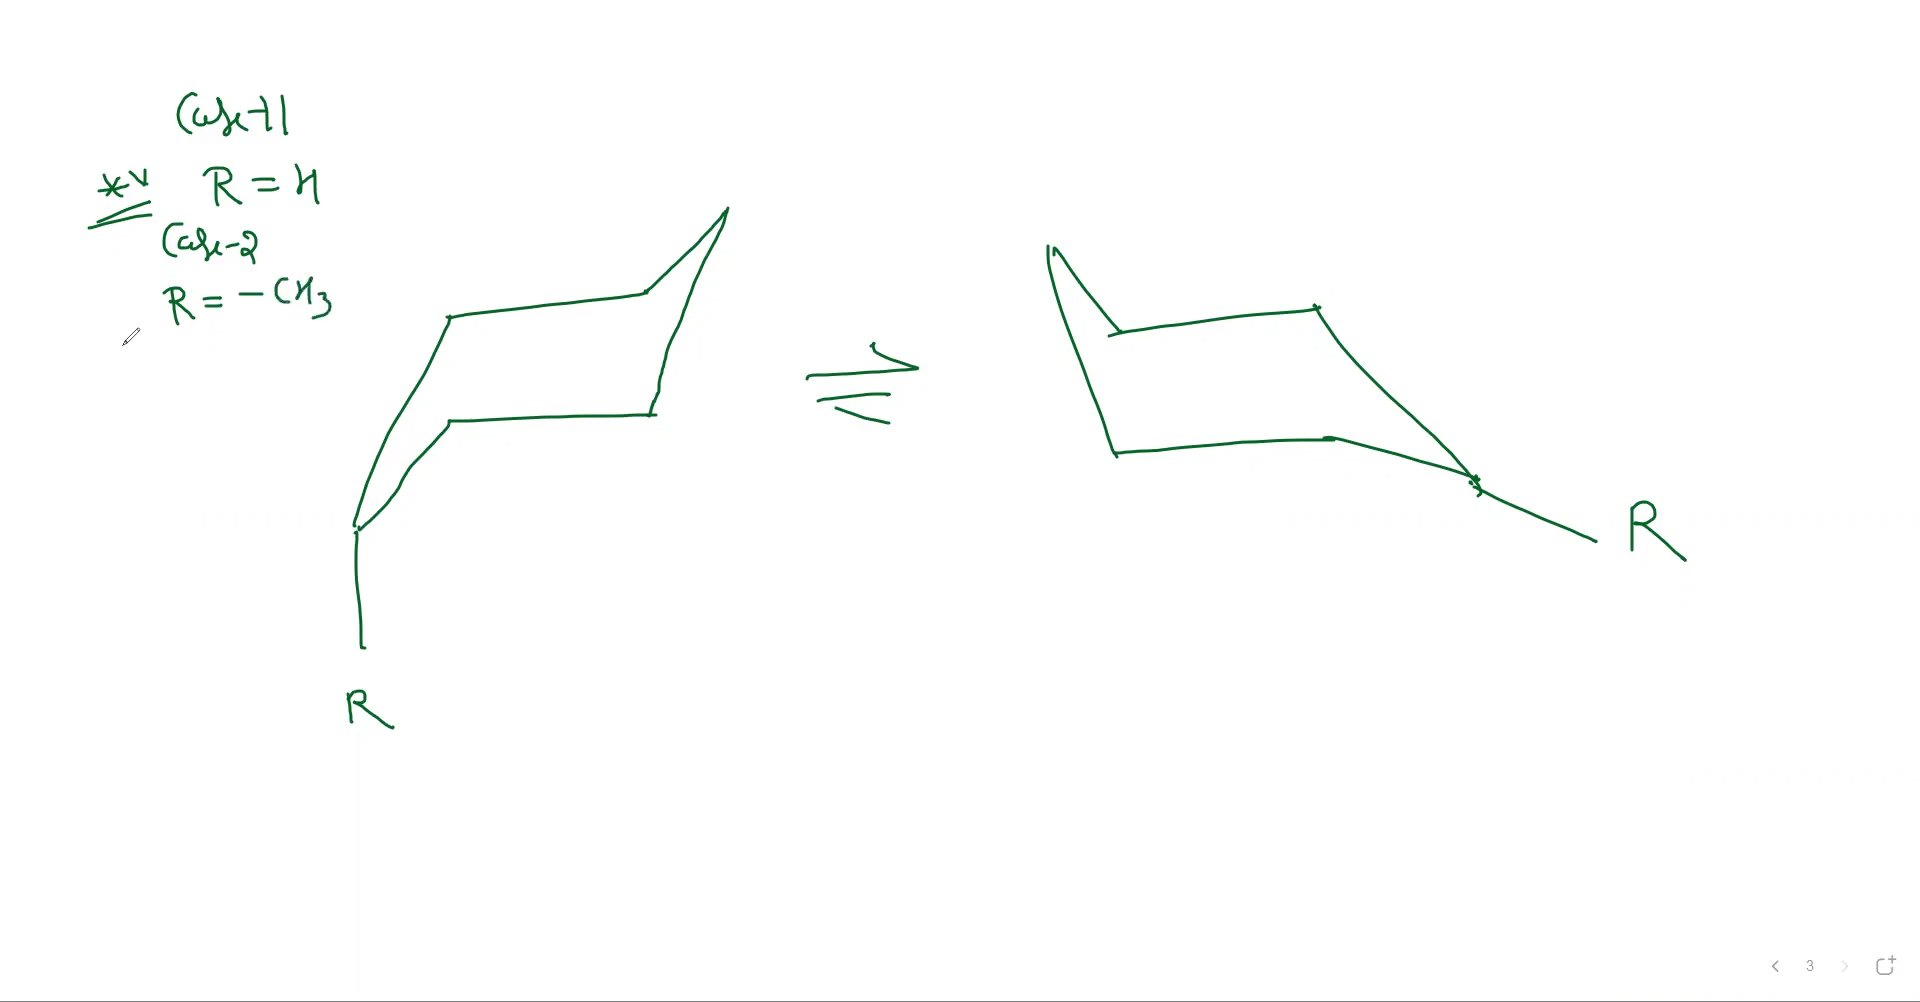 Case-1
** R = H
Case-2
R = -CH3
R
R
3